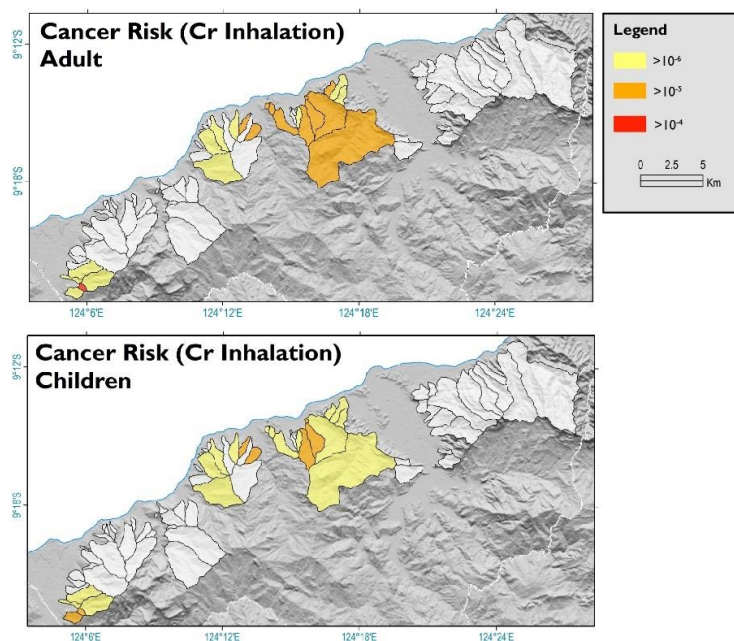 Cancer Risk (Cr Inhalation)
Adult
9°12'S
9°18'S
124°6'E
124°12'E
124°18'E
124°24'E
Legend
>10⁻⁶
>10⁻⁵
>10⁻⁴
0 2.5 5
Km
Cancer Risk (Cr Inhalation)
Children
9°12'S
9°18'S
124°6'E
124°12'E
124°18'E
124°24'E